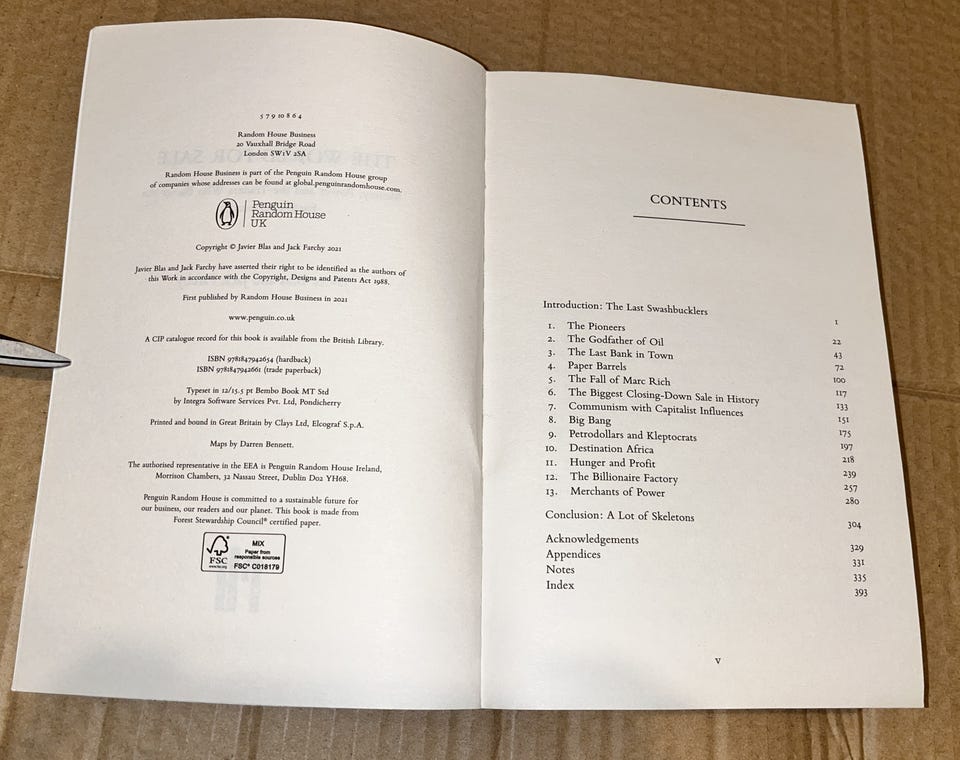 5 7 9 10 8 6 4
Random House Business
20 Vauxhall Bridge Road
London SW1V 2SA
Random House Business is part of the Penguin Random House group
of companies whose addresses can be found at global.penguinrandomhouse.com.
Penguin
Random House
UK
Copyright © Javier Blas and Jack Farchy 2021
Javier Blas and Jack Farchy have asserted their right to be identified as the authors of
this Work in accordance with the Copyright, Designs and Patents Act 1988.
First published by Random House Business in 2021
www.penguin.co.uk
A CIP catalogue record for this book is available from the British Library.
ISBN 9781847942654 (hardback)
ISBN 9781847942661 (trade paperback)
Typeset in 12/15.5 pt Bembo Book MT Std
by Integra Software Services Pvt. Ltd, Pondicherry
Printed and bound in Great Britain by Clays Ltd, Elcograf S.p.A.
Maps by Darren Bennett.
The authorised representative in the EEA is Penguin Random House Ireland,
Morrison Chambers, 32 Nassau Street, Dublin D02 YH68.
Penguin Random House is committed to a sustainable future for
our business, our readers and our planet. This book is made from
Forest Stewardship Council® certified paper.
FSC
www.fsc.org
MIX
Paper from
responsible sources
FSC® C018179
CONTENTS
Introduction: The Last Swashbucklers 1
1. The Pioneers 22
2. The Godfather of Oil 43
3. The Last Bank in Town 72
4. Paper Barrels 100
5. The Fall of Marc Rich 117
6. The Biggest Closing-Down Sale in History 133
7. Communism with Capitalist Influences 151
8. Big Bang 175
9. Petrodollars and Kleptocrats 197
10. Destination Africa 218
11. Hunger and Profit 239
12. The Billionaire Factory 257
13. Merchants of Power 280
Conclusion: A Lot of Skeletons 304
Acknowledgements 329
Appendices 331
Notes 335
Index 393
v